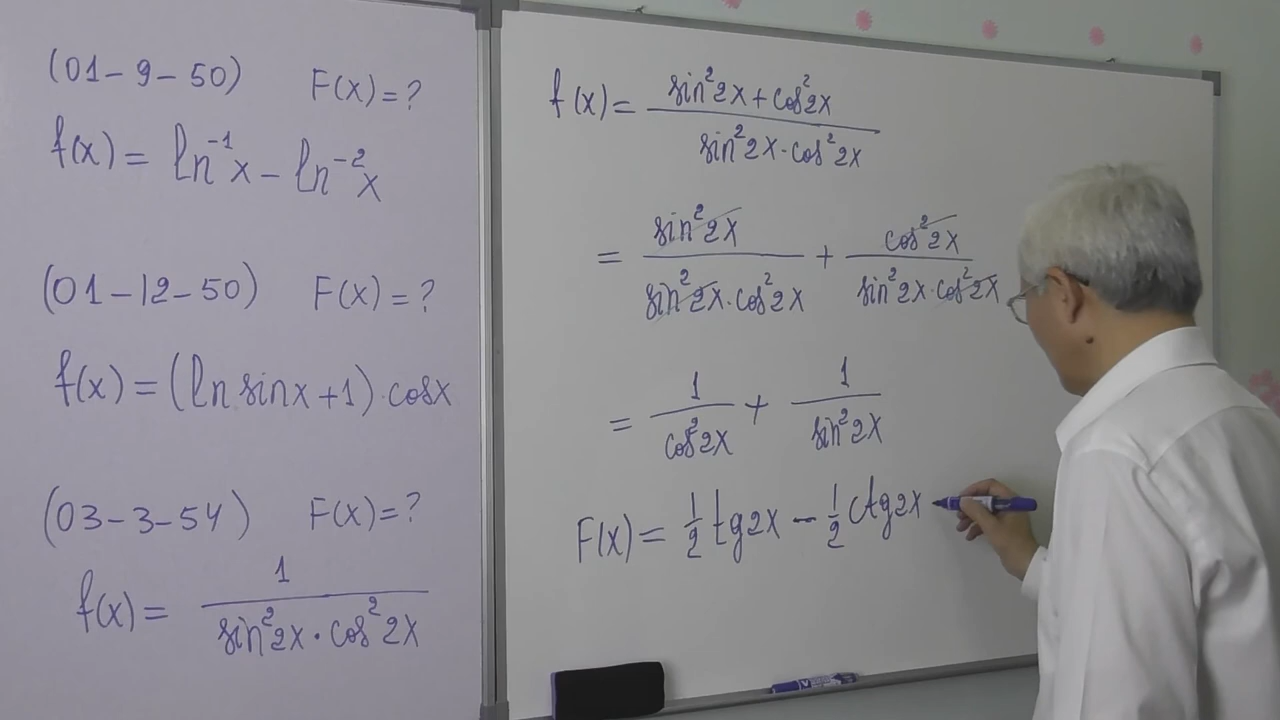 (01-9-50) F(x)=?
f(x)= ln⁻¹x - ln⁻²x
(01-12-50) F(x)=?
f(x)=(ln sinx+1)·cosx
(03-3-54) F(x)=?
f(x)= 1
sin²2x·cos²2x
f(x)= sin²2x+cos²2x
sin²2x·cos²2x
= sin²2x + cos²2x
sin²2x·cos²2x sin²2x·cos²2x
= 1 + 1
cos²2x sin²2x
F(x)= 1/2 tg2x - 1/2 ctg2x